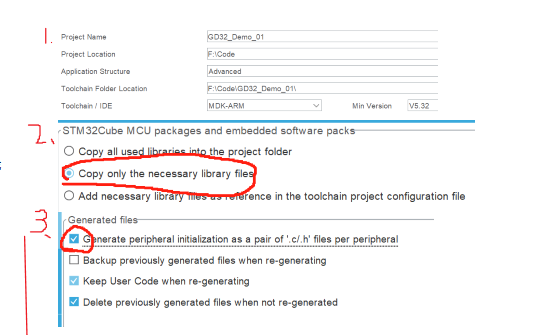 1.
Project Name GD32_Demo_01
Project Location F:\Code
Application Structure Advanced
Toolchain Folder Location F:\Code\GD32_Demo_01\
Toolchain / IDE MDK-ARM Min Version V5.32
2.
STM32Cube MCU packages and embedded software packs
Copy all used libraries into the project folder
Copy only the necessary library files
Add necessary library files as reference in the toolchain project configuration file
3.
Generated files
Generate peripheral initialization as a pair of '.c/.h' files per peripheral
Backup previously generated files when re-generating
Keep User Code when re-generating
Delete previously generated files when not re-generated